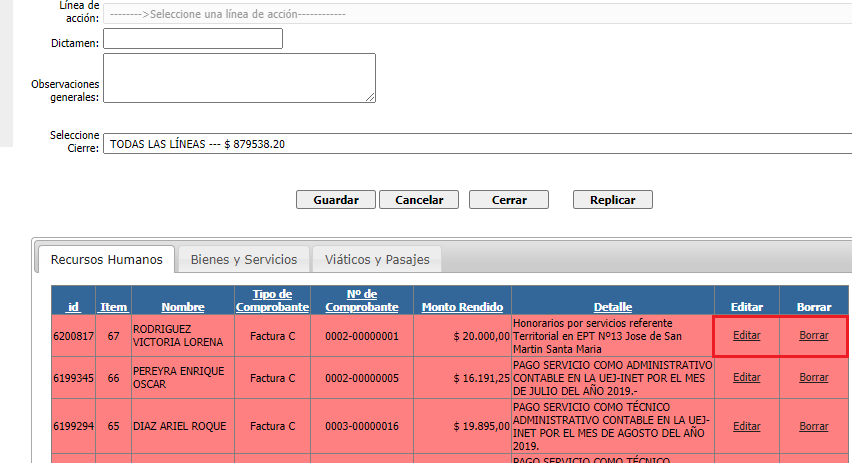 Línea de
acción:
-------->Seleccione una línea de acción------------
Dictamen:
Observaciones
generales:
Seleccione
Cierre:
TODAS LAS LÍNEAS --- $ 879538.20
Guardar Cancelar Cerrar Replicar
Recursos Humanos Bienes y Servicios Viáticos y Pasajes
id Item Nombre Tipo de Comprobante Nº de Comprobante Monto Rendido Detalle Editar Borrar
6200817 67 RODRIGUEZ VICTORIA LORENA Factura C 0002-00000001 $ 20.000,00 Honorarios por servicios referente
Territorial en EPT Nº13 Jose de San
Martin Santa Maria
Editar Borrar
6199345 66 PEREYRA ENRIQUE OSCAR Factura C 0002-00000005 $ 16.191,25 PAGO SERVICIO COMO ADMINISTRATIVO
CONTABLE EN LA UEJ-INET POR EL MES
DE JULIO DEL AÑO 2019.-
Editar Borrar
6199294 65 DIAZ ARIEL ROQUE Factura C 0003-00000016 $ 19.895,00 PAGO SERVICIO COMO TÉCNICO
ADMINISTRATIVO CONTABLE EN LA UEJ-
INET POR EL MES DE AGOSTO DEL AÑO
2019.
Editar Borrar
PAGO SERVICIO COMO TÉCNICO